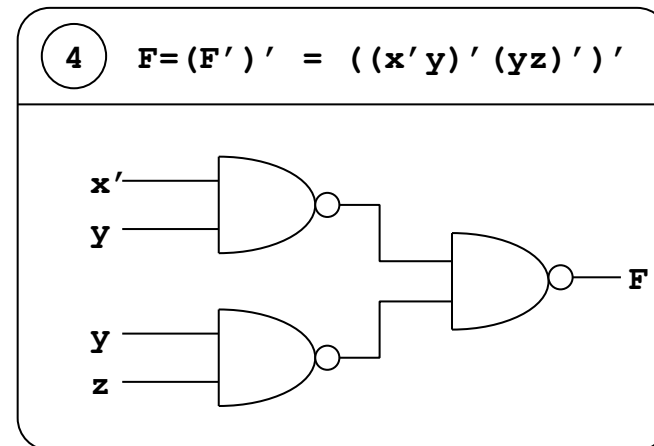 4 F=(F′)′ = ((x′y)′(yz)′)′
x′
y
F
y
z